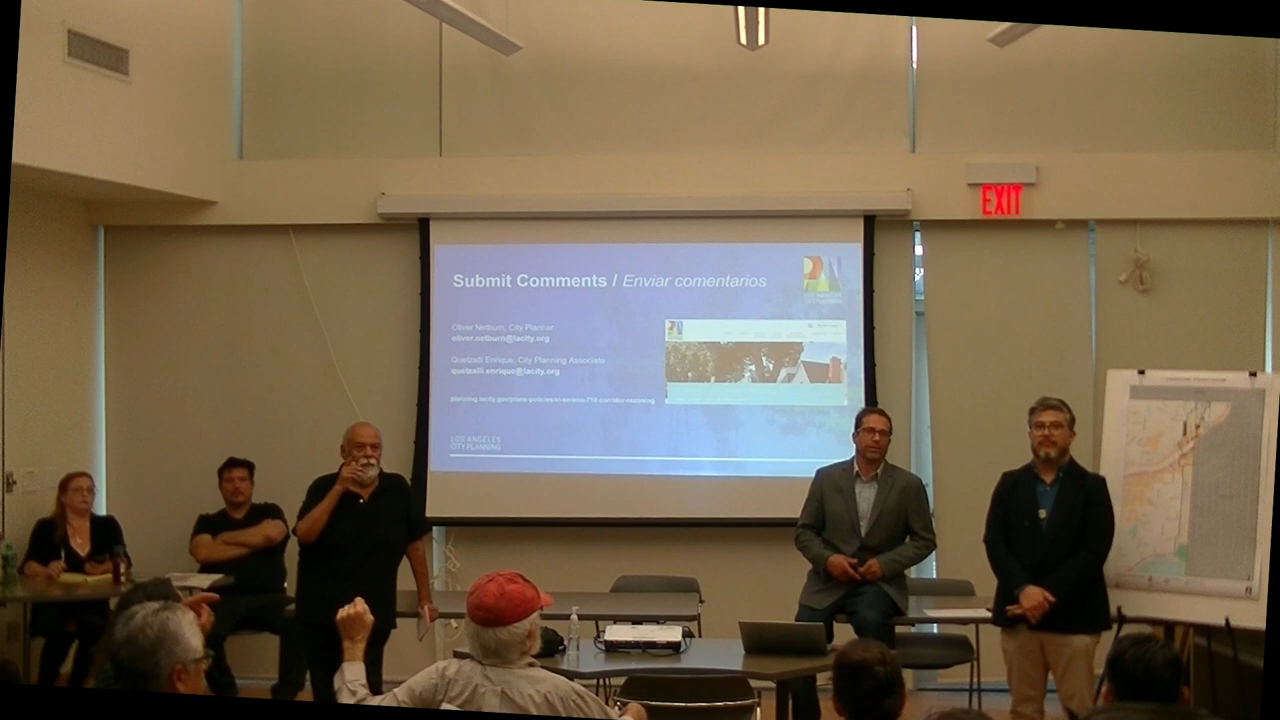 EXIT
Submit Comments / Enviar comentarios
Oliver Netburn, City Planner
oliver.netburn@lacity.org
Quetzalli Enrique, City Planning Associate
quetzalli.enrique@lacity.org
LOS ANGELES
CITY PLANNING